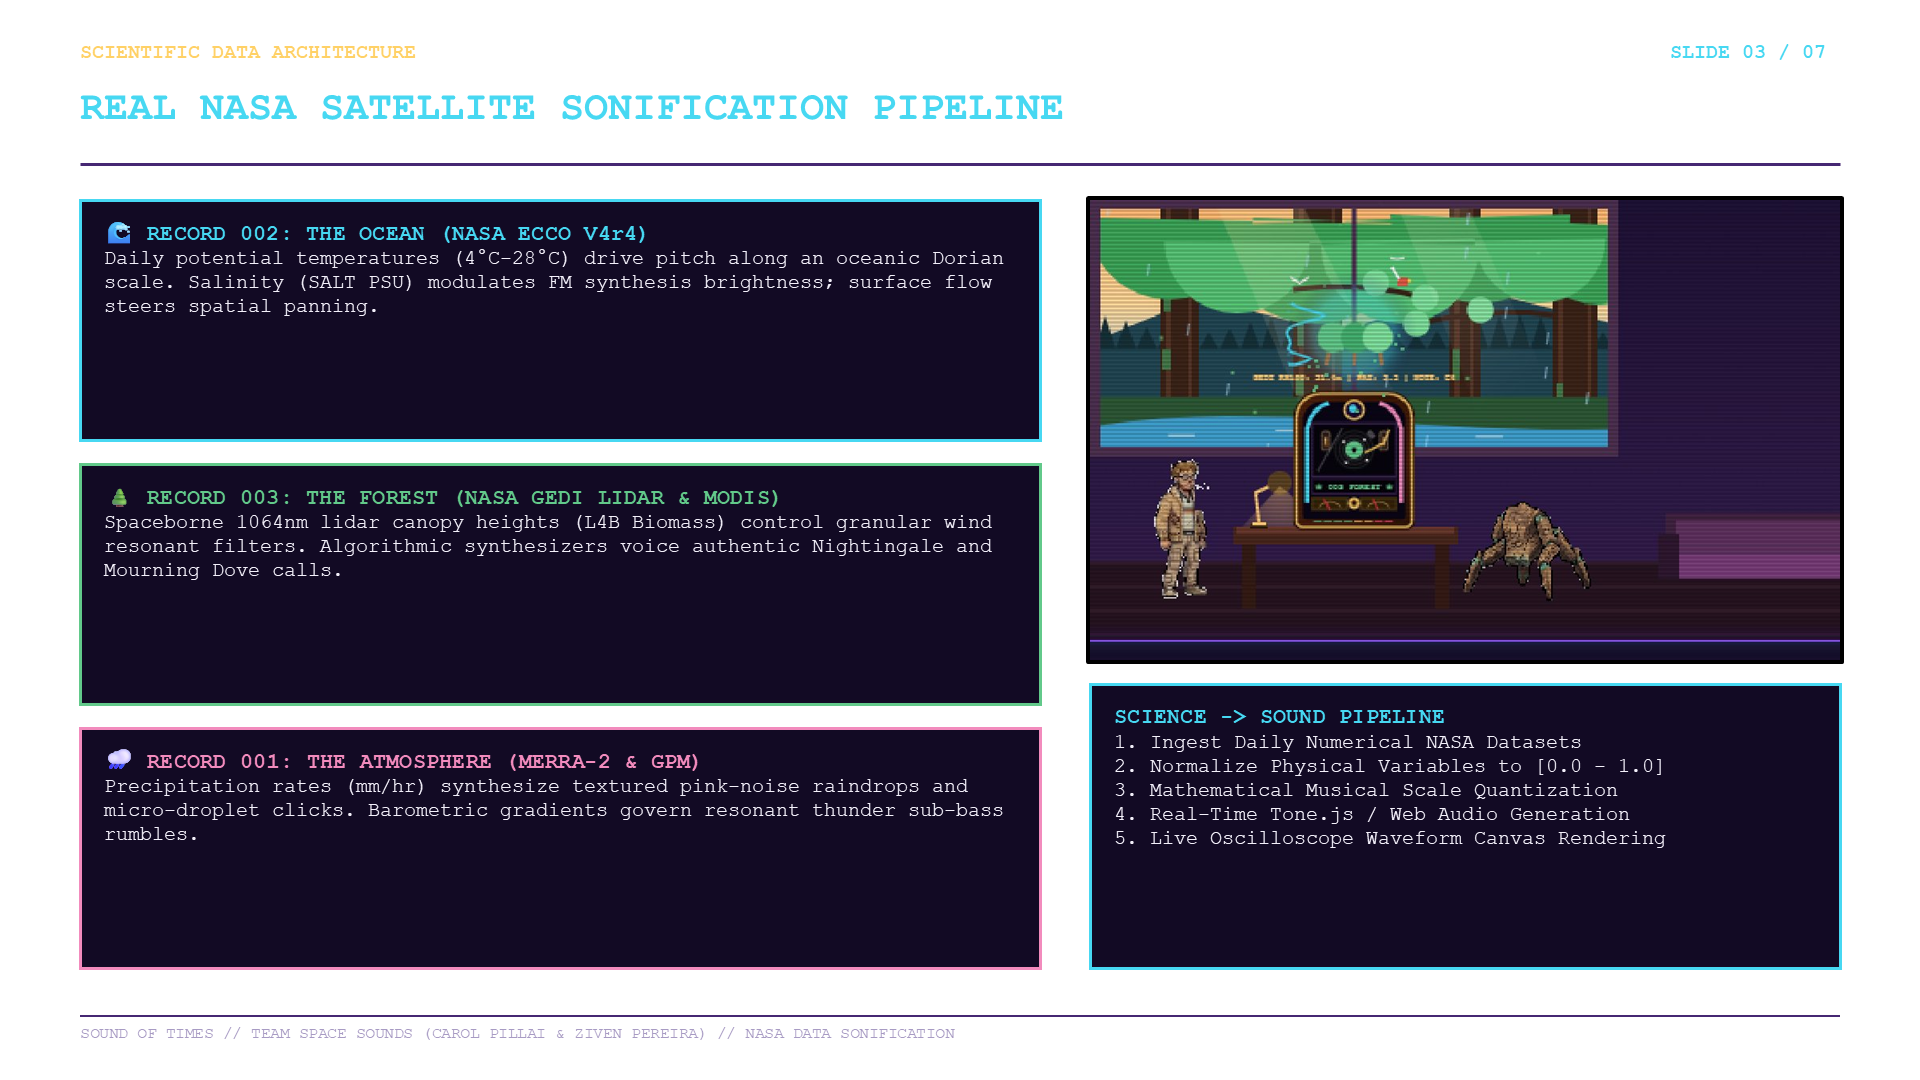 SCIENTIFIC DATA ARCHITECTURE
SLIDE 03 / 07
REAL NASA SATELLITE SONIFICATION PIPELINE
RECORD 002: THE OCEAN (NASA ECCO V4r4)
Daily potential temperatures (4°C–28°C) drive pitch along an oceanic Dorian
scale. Salinity (SALT PSU) modulates FM synthesis brightness; surface flow
steers spatial panning.
RECORD 003: THE FOREST (NASA GEDI LIDAR & MODIS)
Spaceborne 1064nm lidar canopy heights (L4B Biomass) control granular wind
resonant filters. Algorithmic synthesizers voice authentic Nightingale and
Mourning Dove calls.
RECORD 001: THE ATMOSPHERE (MERRA-2 & GPM)
Precipitation rates (mm/hr) synthesize textured pink-noise raindrops and
micro-droplet clicks. Barometric gradients govern resonant thunder sub-bass
rumbles.
003 FOREST
SCIENCE -> SOUND PIPELINE
1. Ingest Daily Numerical NASA Datasets
2. Normalize Physical Variables to [0.0 - 1.0]
3. Mathematical Musical Scale Quantization
4. Real-Time Tone.js / Web Audio Generation
5. Live Oscilloscope Waveform Canvas Rendering
SOUND OF TIMES // TEAM SPACE SOUNDS (CAROL PILLAI & ZIVEN PEREIRA) // NASA DATA SONIFICATION